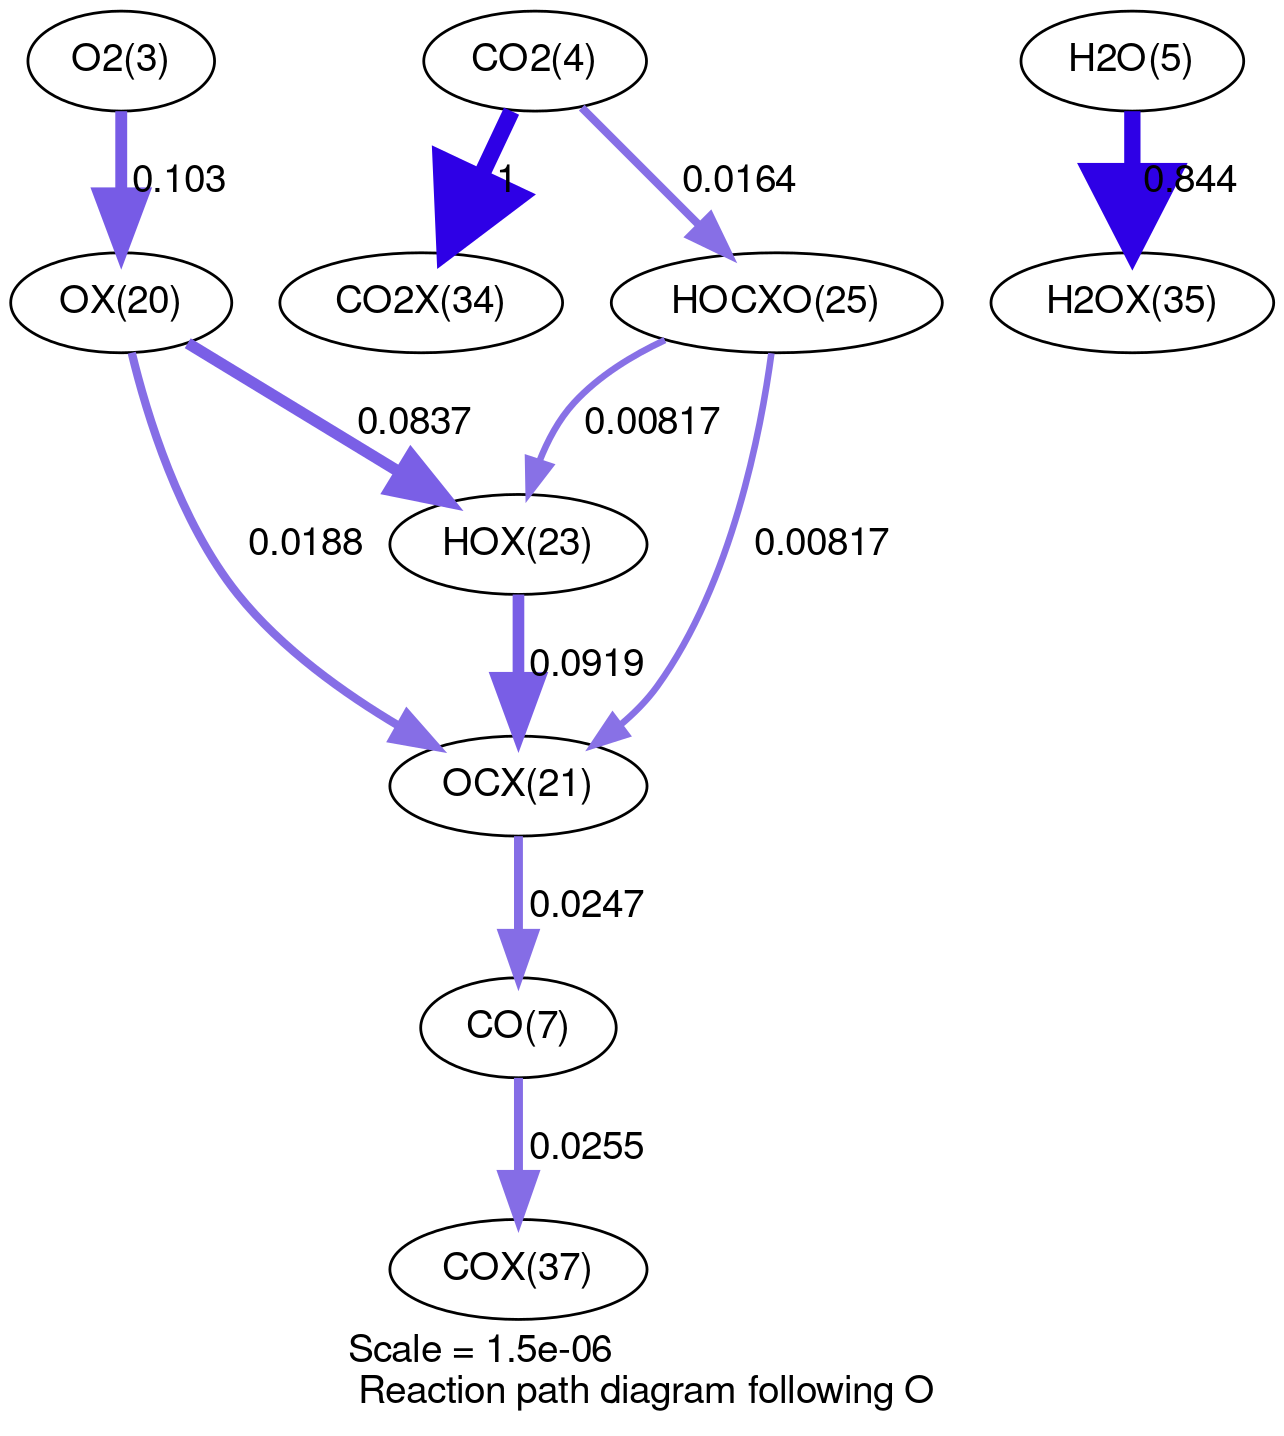 O2(3)
CO2(4)
H2O(5)
0.103
1
0.0164
0.844
OX(20)
CO2X(34)
HOCXO(25)
H2OX(35)
0.0837
0.00817
0.0188
HOX(23)
0.00817
0.0919
OCX(21)
0.0247
CO(7)
0.0255
COX(37)
Scale = 1.5e-06
Reaction path diagram following O